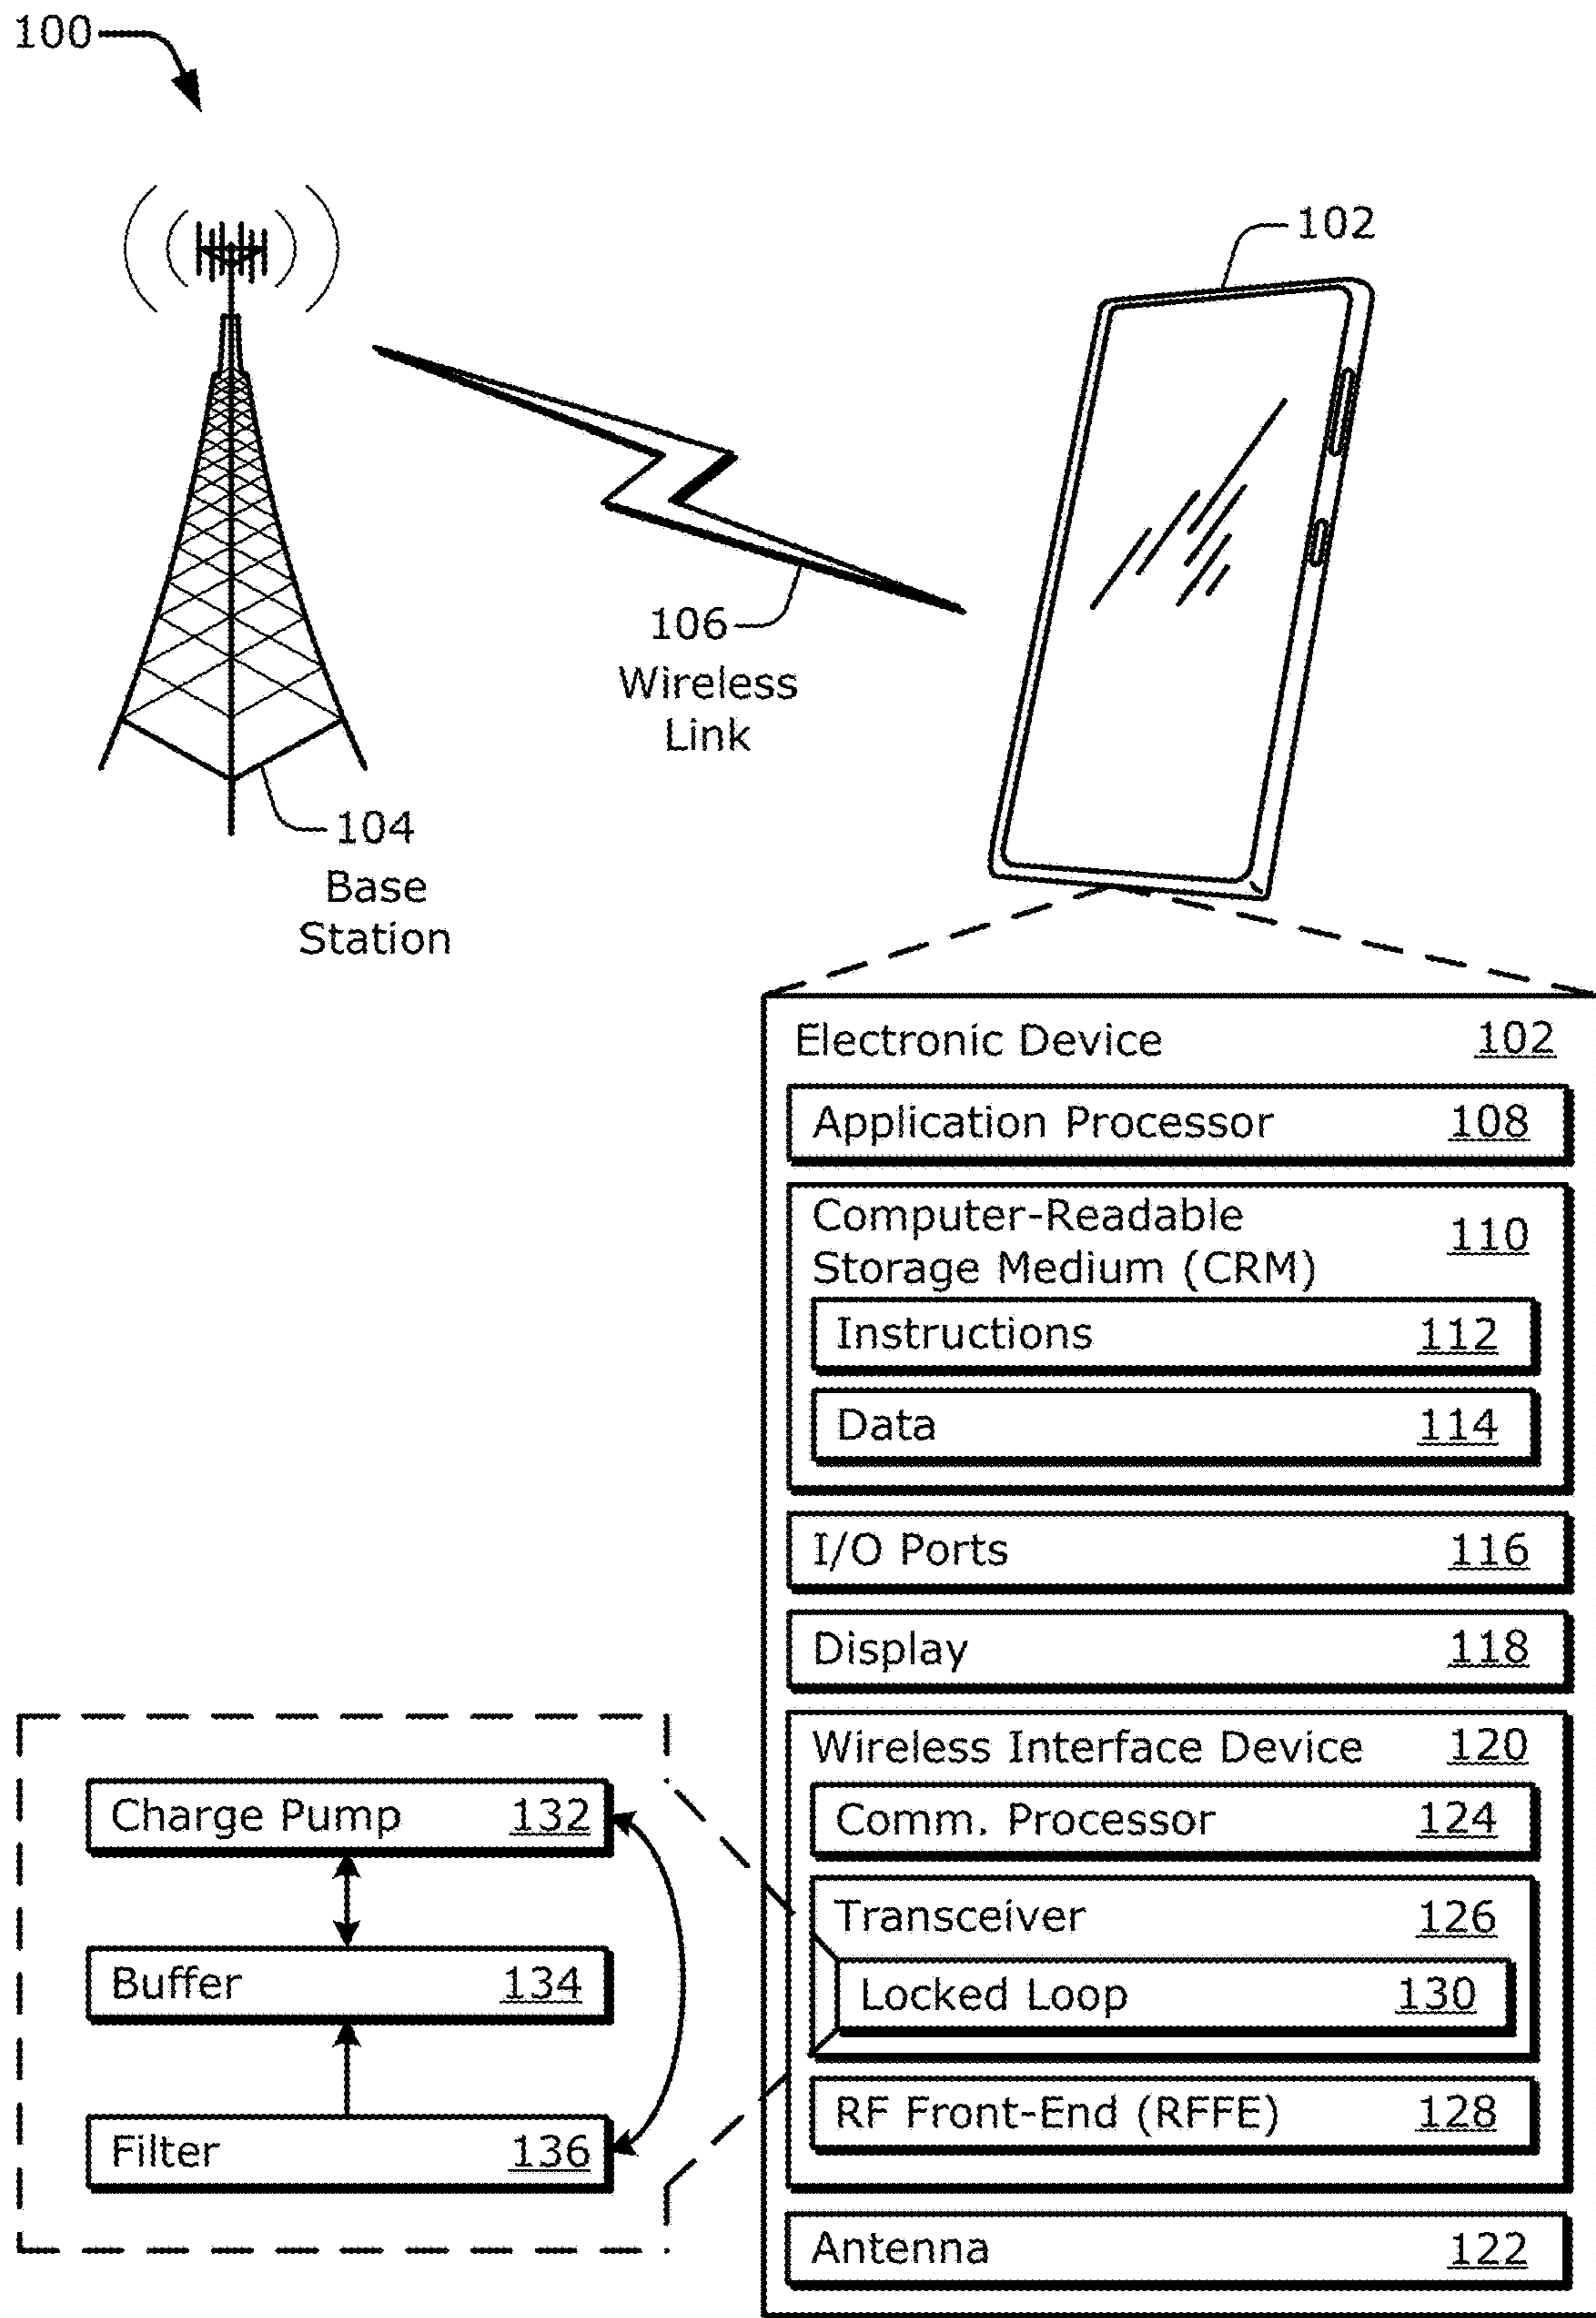 100
102
106
Wireless
Link
104
Base
Station
Electronic Device 102
Application Processor 108
Computer-Readable
Storage Medium (CRM) 110
Instructions 112
Data 114
I/O Ports 116
Display 118
Wireless Interface Device 120
Comm. Processor 124
Transceiver 126
Locked Loop 130
RF Front-End (RFFE) 128
Antenna 122
Charge Pump 132
Buffer 134
Filter 136